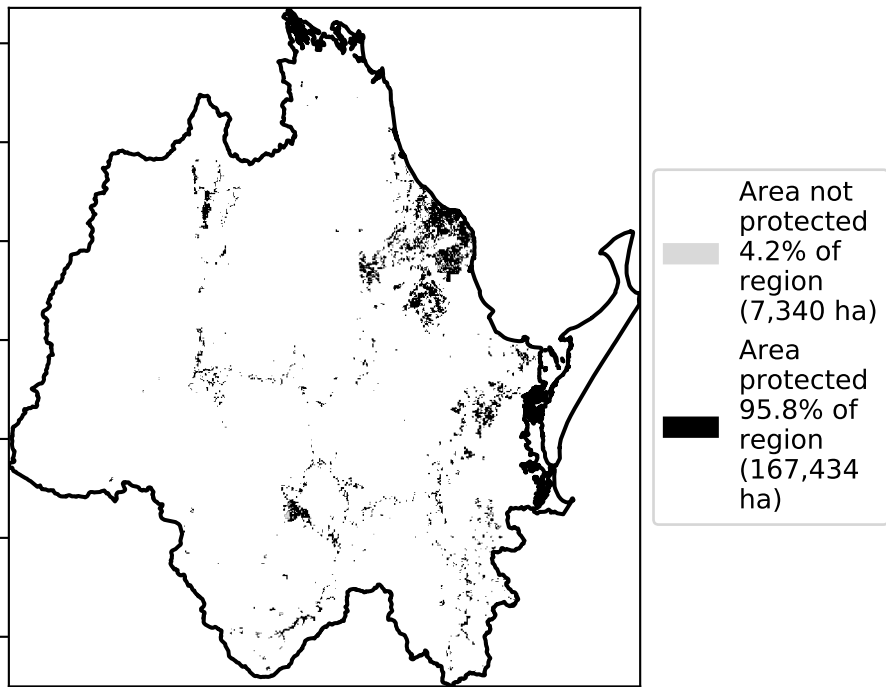 Area not
protected
4.2% of
region
(7,340 ha)
Area
protected
95.8% of
region
(167,434
ha)